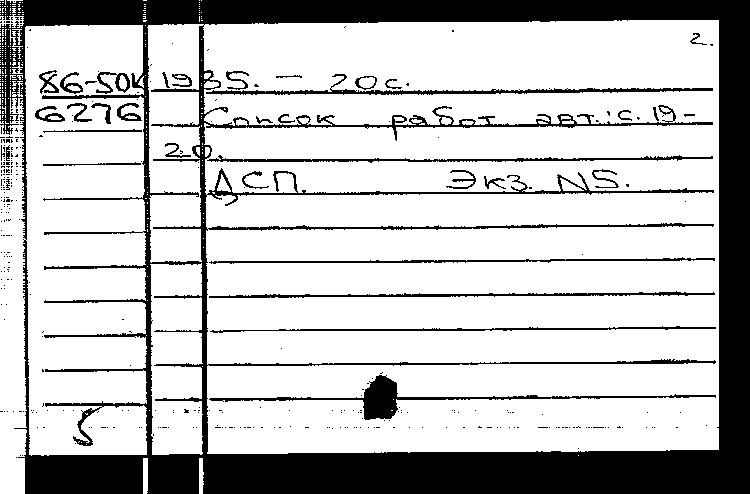 2.
86-50к 1985. — 20с.
6276 Список работ авт.: с. 19-
20.
ДСП. Экз. N5.
5